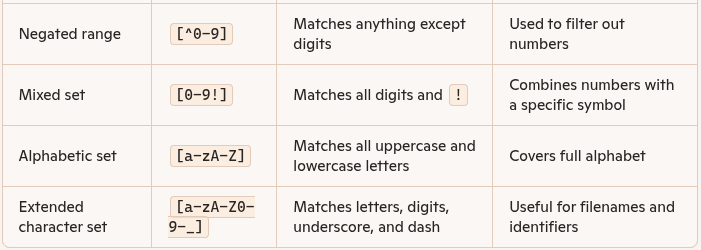 Negated range
[^0-9]
Matches anything except
digits
Used to filter out
numbers
Mixed set
[0-9!]
Matches all digits and !
Combines numbers with
a specific symbol
Alphabetic set
[a-zA-Z]
Matches all uppercase and
lowercase letters
Covers full alphabet
Extended
character set
[a-zA-Z0-
9-_]
Matches letters, digits,
underscore, and dash
Useful for filenames and
identifiers